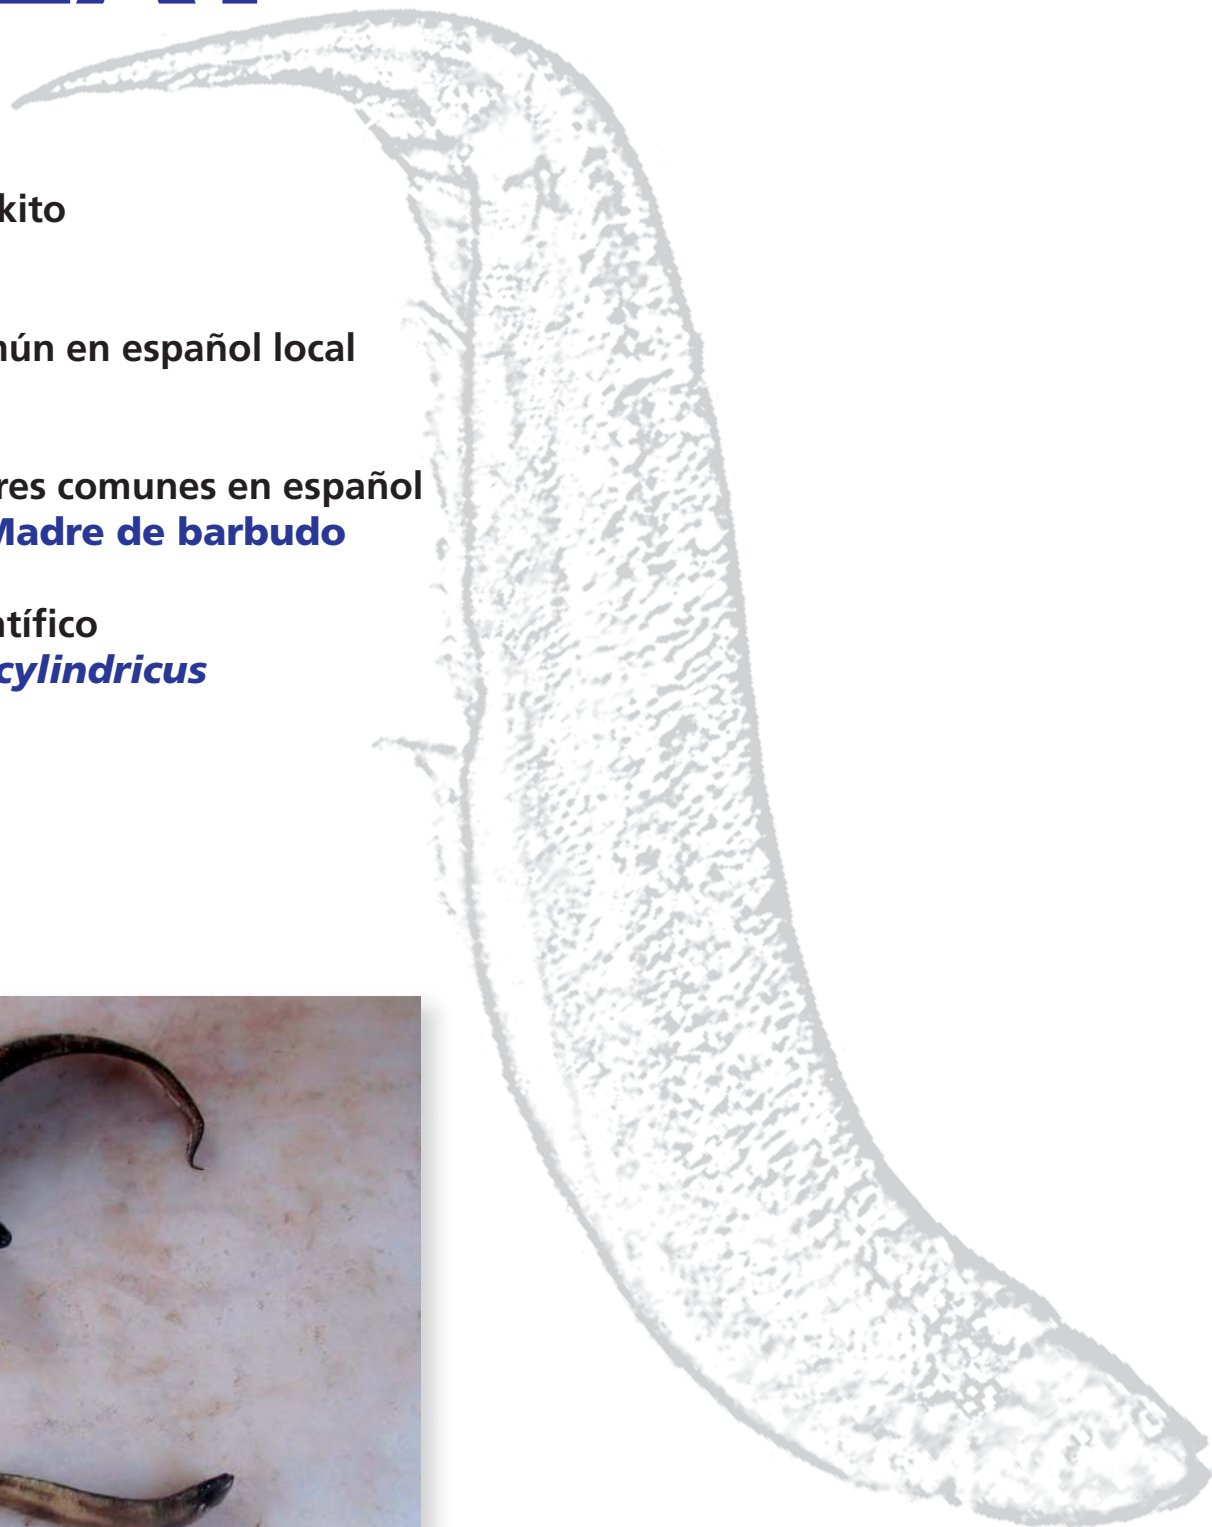 kito
ún en español local
res comunes en español
Madre de barbudo
ntífico
cylindricus